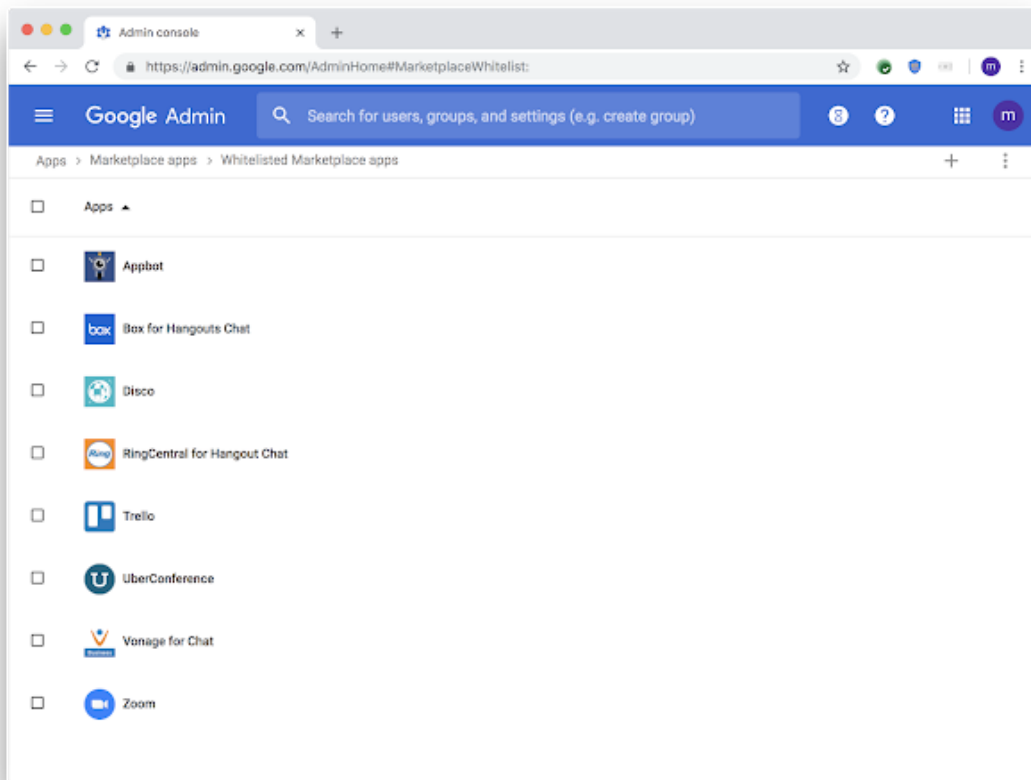 Admin console
https://admin.google.com/AdminHome#MarketplaceWhitelist:
m
Google Admin
Search for users, groups, and settings (e.g. create group)
8
?
m
Apps > Marketplace apps > Whitelisted Marketplace apps
Apps
Appbot
box Box for Hangouts Chat
Disco
Ring RingCentral for Hangout Chat
Trello
UberConference
Business Vonage for Chat
Zoom